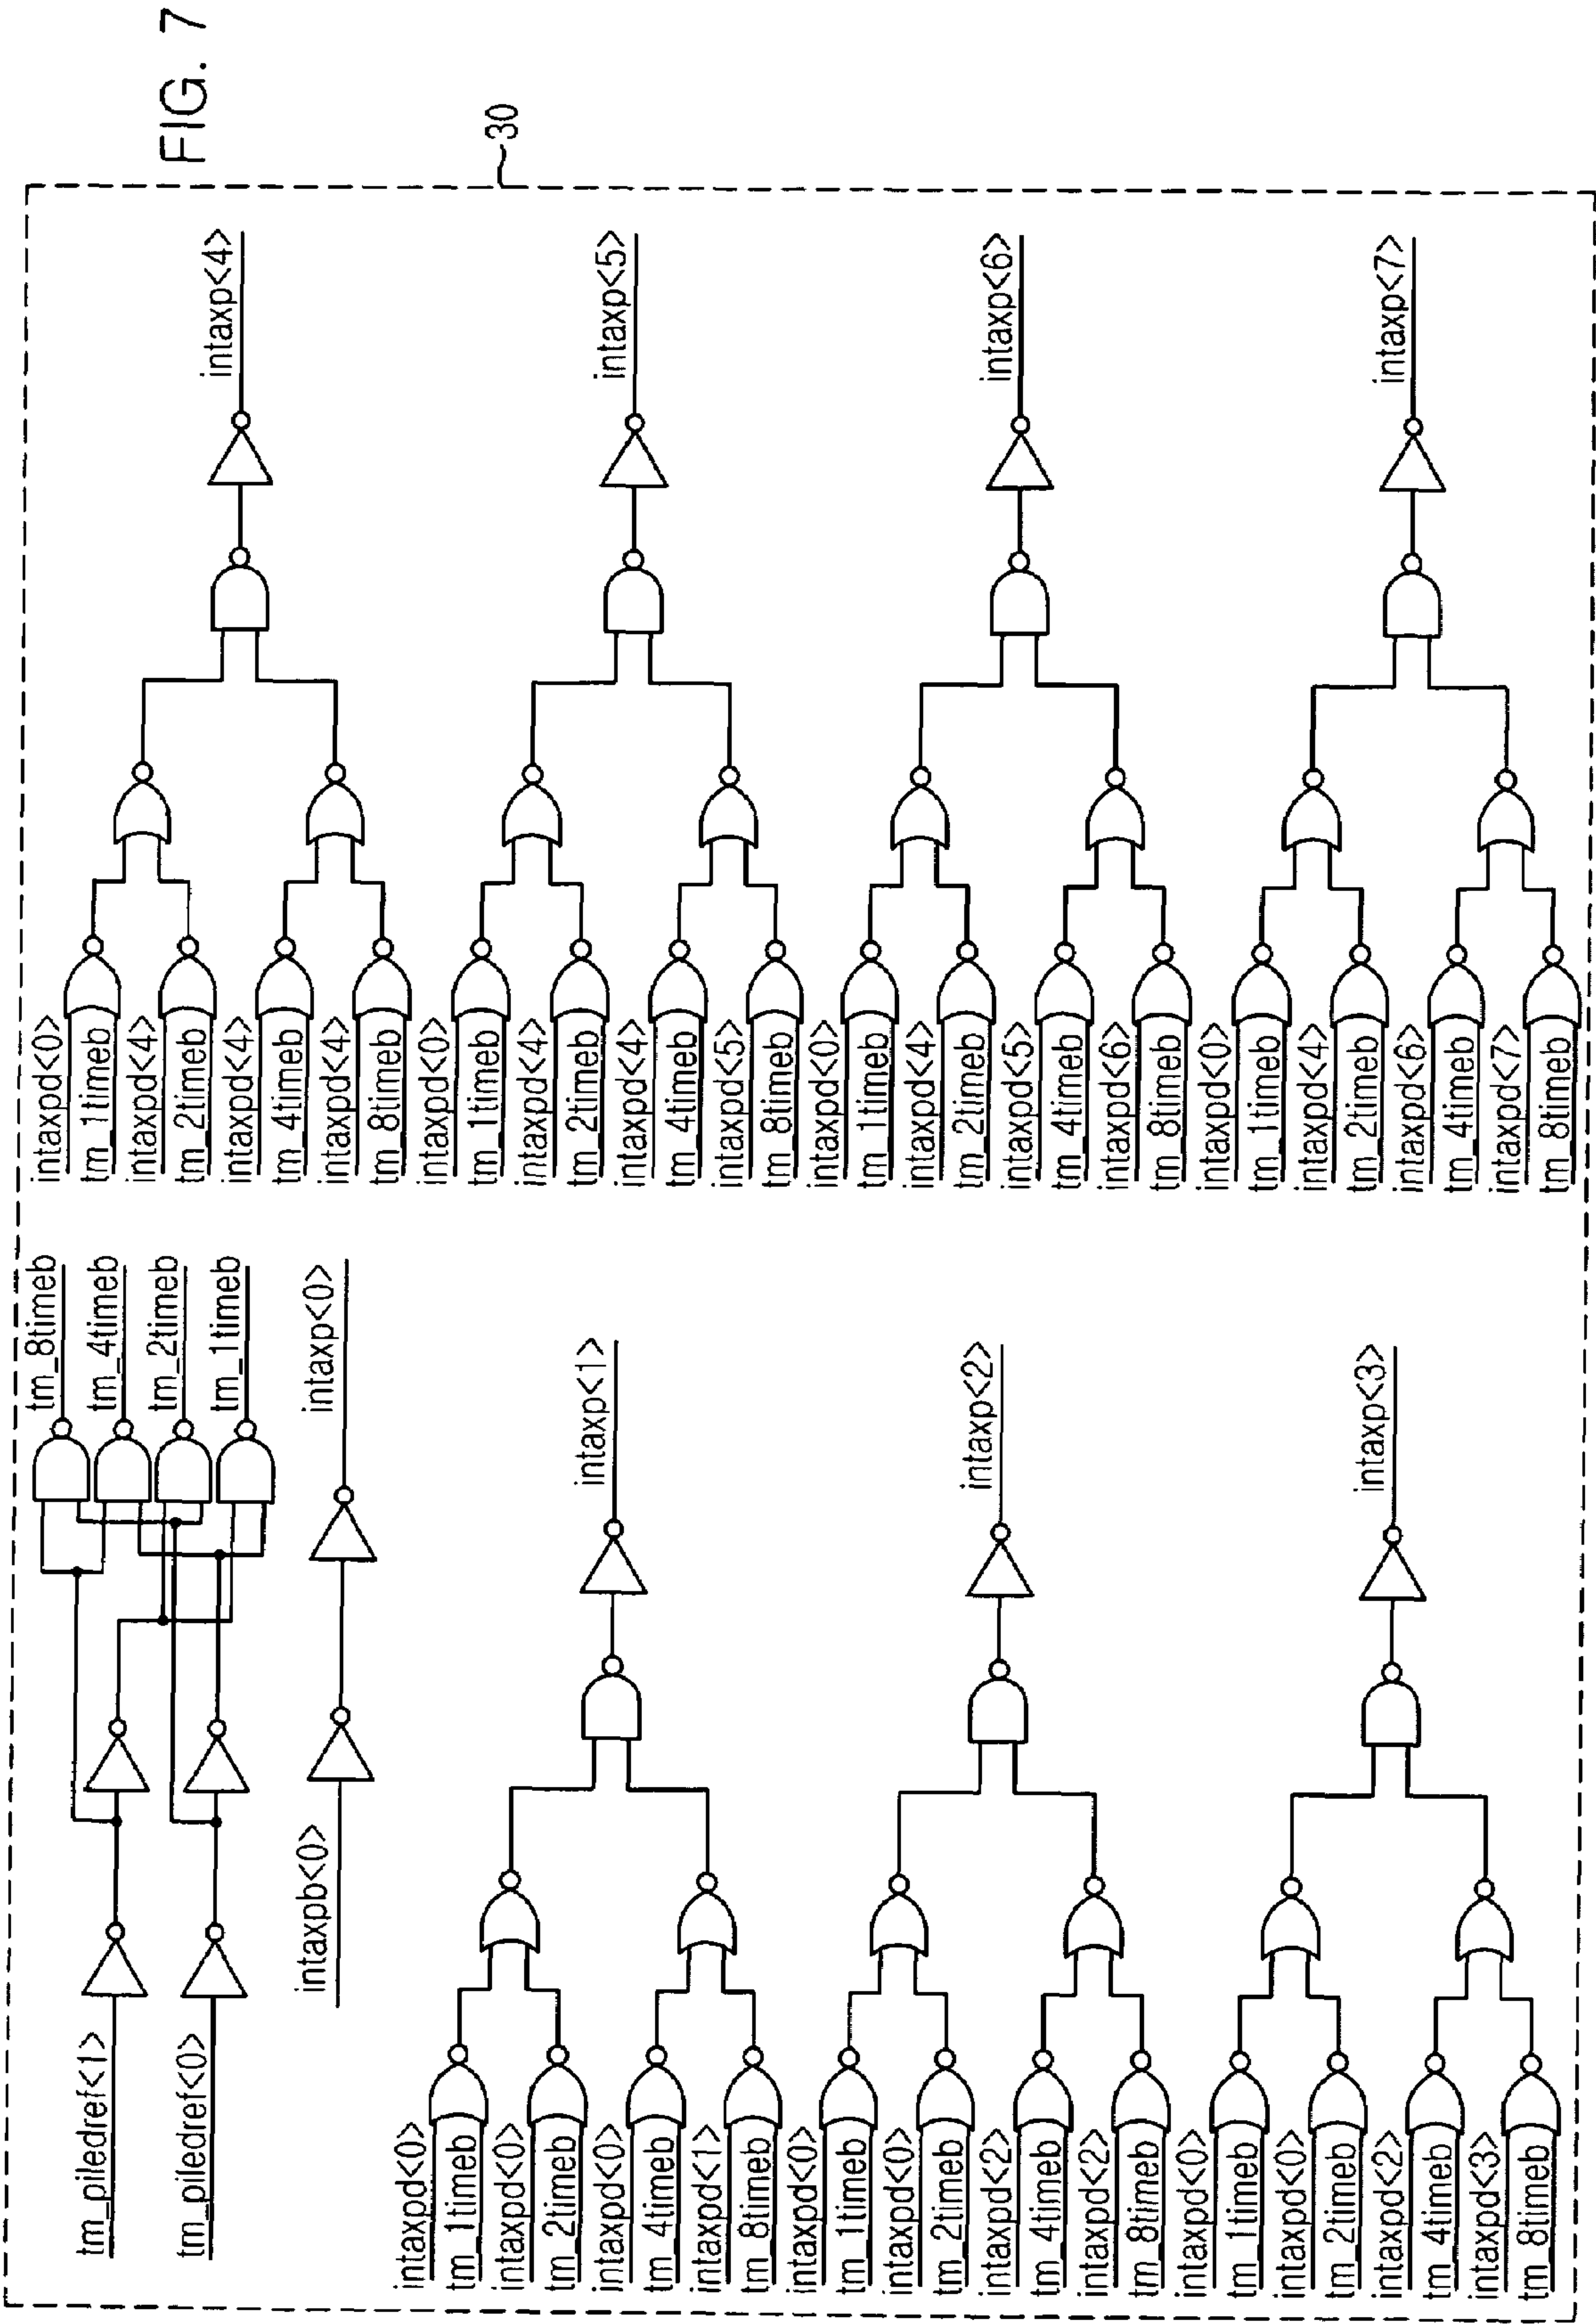 FIG. 7
30
tm_piledref<1>
tm_piledref<0>
tm_8timeb
tm_4timeb
tm_2timeb
tm_1timeb
intaxpb<0>
intaxp<0>
intaxpd<0>
tm_1timeb
intaxpd<0>
tm_2timeb
intaxpd<0>
tm_4timeb
intaxpd<1>
tm_8timeb
intaxp<1>
intaxpd<0>
tm_1timeb
intaxpd<0>
tm_2timeb
intaxpd<2>
tm_4timeb
intaxpd<2>
tm_8timeb
intaxp<2>
intaxpd<0>
tm_1timeb
intaxpd<0>
tm_2timeb
intaxpd<2>
tm_4timeb
intaxpd<3>
tm_8timeb
intaxp<3>
intaxpd<0>
tm_1timeb
intaxpd<4>
tm_2timeb
intaxpd<4>
tm_4timeb
intaxpd<4>
tm_8timeb
intaxp<4>
intaxpd<0>
tm_1timeb
intaxpd<4>
tm_2timeb
intaxpd<4>
tm_4timeb
intaxpd<5>
tm_8timeb
intaxp<5>
intaxpd<0>
tm_1timeb
intaxpd<4>
tm_2timeb
intaxpd<5>
tm_4timeb
intaxpd<6>
tm_8timeb
intaxp<6>
intaxpd<0>
tm_1timeb
intaxpd<4>
tm_2timeb
intaxpd<6>
tm_4timeb
intaxpd<7>
tm_8timeb
intaxp<7>